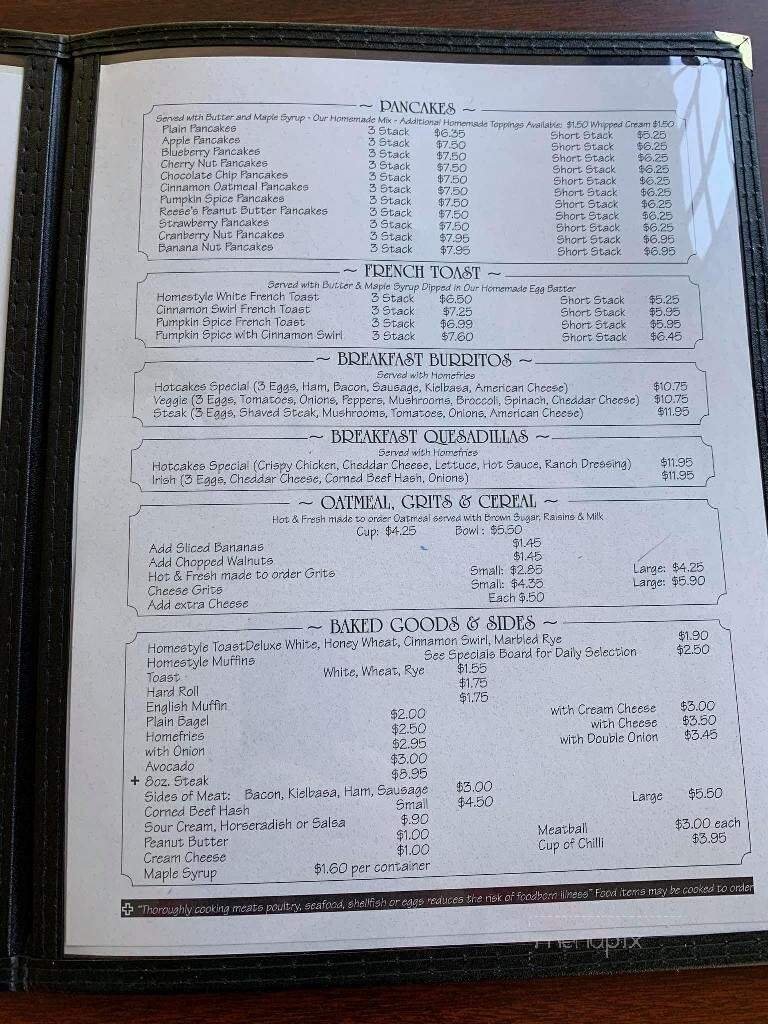 ~ PANCAKES ~
Served with Butter and Maple Syrup - Our Homemade Mix - Additional Homemade Toppings Available: $1.50 Whipped Cream $1.50
Plain Pancakes 3 Stack $6.35 Short Stack $5.25
Apple Pancakes 3 Stack $7.50 Short Stack $6.25
Blueberry Pancakes 3 Stack $7.50 Short Stack $6.25
Cherry Nut Pancakes 3 Stack $7.50 Short Stack $6.25
Chocolate Chip Pancakes 3 Stack $7.50 Short Stack $6.25
Cinnamon Oatmeal Pancakes 3 Stack $7.50 Short Stack $6.25
Pumpkin Spice Pancakes 3 Stack $7.50 Short Stack $6.25
Reese's Peanut Butter Pancakes 3 Stack $7.50 Short Stack $6.25
Strawberry Pancakes 3 Stack $7.50 Short Stack $6.25
Cranberry Nut Pancakes 3 Stack $7.95 Short Stack $6.95
Banana Nut Pancakes 3 Stack $7.95 Short Stack $6.95
~ FRENCH TOAST ~
Served with Butter & Maple Syrup Dipped in Our Homemade Egg Batter
Homestyle White French Toast 3 Stack $6.50 Short Stack $5.25
Cinnamon Swirl French Toast 3 Stack $7.25 Short Stack $5.95
Pumpkin Spice French Toast 3 Stack $6.99 Short Stack $5.95
Pumpkin Spice with Cinnamon Swirl 3 Stack $7.60 Short Stack $6.45
~ BREAKFAST BURRITOS ~
Served with Homefries
Hotcakes Special (3 Eggs, Ham, Bacon, Sausage, Kielbasa, American Cheese) $10.75
Veggie (3 Eggs, Tomatoes, Onions, Peppers, Mushrooms, Broccoli, Spinach, Cheddar Cheese) $10.75
Steak (3 Eggs, Shaved Steak, Mushrooms, Tomatoes, Onions, American Cheese) $11.95
~ BREAKFAST QUESADILLAS ~
Served with Homefries
Hotcakes Special (Crispy Chicken, Cheddar Cheese, Lettuce, Hot Sauce, Ranch Dressing) $11.95
Irish (3 Eggs, Cheddar Cheese, Corned Beef Hash, Onions) $11.95
~ OATMEAL, GRITS & CEREAL ~
Hot & Fresh made to order Oatmeal served with Brown Sugar, Raisins & Milk
Cup: $4.25 Bowl: $5.50
Add Sliced Bananas $1.45
Add Chopped Walnuts $1.45
Hot & Fresh made to order Grits Small: $2.85 Large: $4.25
Cheese Grits Small: $4.35 Large: $5.90
Add extra Cheese Each $.50
~ BAKED GOODS & SIDES ~
Homestyle ToastDeluxe White, Honey Wheat, Cinnamon Swirl, Marbled Rye $1.90
Homestyle Muffins See Specials Board for Daily Selection $2.50
Toast White, Wheat, Rye $1.55
Hard Roll $1.75
English Muffin $1.75
Plain Bagel $2.00 with Cream Cheese $3.00
Homefries $2.50 with Cheese $3.50
with Onion $2.95 with Double Onion $3.45
Avocado $3.00
+ 8oz. Steak $8.95
Sides of Meat: Bacon, Kielbasa, Ham, Sausage $3.00
Corned Beef Hash Small $4.50 Large $5.50
Sour Cream, Horseradish or Salsa $.90
Peanut Butter $1.00 Meatball $3.00 each
Cream Cheese $1.00 Cup of Chilli $3.95
Maple Syrup $1.60 per container
+ "Thoroughly cooking meats poultry, seafood, shellfish or eggs reduces the risk of foodborn illness" Food items may be cooked to order
menupix